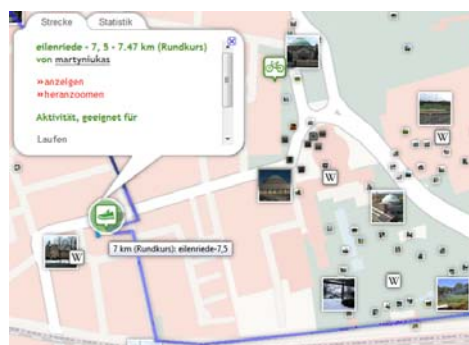 Strecke
Statistik
eilenriede - 7, 5 - 7.47 km (Rundkurs)
von martynlukas
»anzeigen
»heranzoomen
Aktivität, geeignet für
Laufen
W
W
W
W
7 km (Rundkurs): eilenriede-7,5